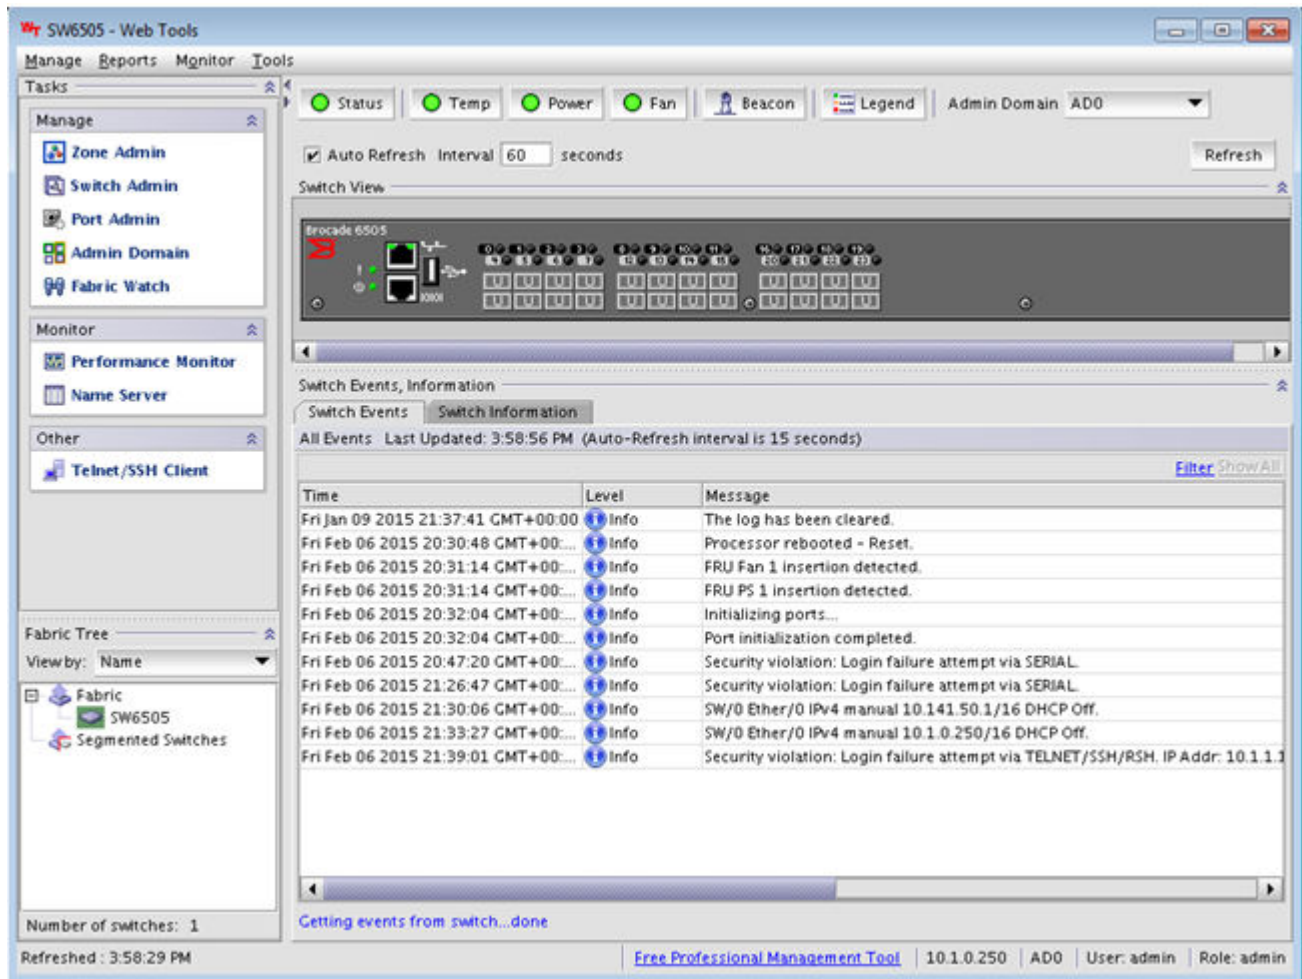 SW6505 - Web Tools
Manage Reports Monitor Tools
Tasks
Manage
Zone Admin
Switch Admin
Port Admin
Admin Domain
Fabric Watch
Monitor
Performance Monitor
Name Server
Other
Telnet/SSH Client
Fabric Tree
View by: Name
Fabric
SW6505
Segmented Switches
Number of switches: 1
Status Temp Power Fan Beacon Legend Admin Domain AD0
Auto Refresh Interval 60 seconds Refresh
Switch View
Brocade 6505
Switch Events, Information
Switch Events Switch Information
All Events Last Updated: 3:58:56 PM (Auto-Refresh interval is 15 seconds)
Filter Show All
Time Level Message
Fri Jan 09 2015 21:37:41 GMT+00:00 Info The log has been cleared.
Fri Feb 06 2015 20:30:48 GMT+00:... Info Processor rebooted - Reset.
Fri Feb 06 2015 20:31:14 GMT+00:... Info FRU Fan 1 insertion detected.
Fri Feb 06 2015 20:31:14 GMT+00:... Info FRU PS 1 insertion detected.
Fri Feb 06 2015 20:32:04 GMT+00:... Info Initializing ports...
Fri Feb 06 2015 20:32:04 GMT+00:... Info Port initialization completed.
Fri Feb 06 2015 20:47:20 GMT+00:... Info Security violation: Login failure attempt via SERIAL.
Fri Feb 06 2015 21:26:47 GMT+00:... Info Security violation: Login failure attempt via SERIAL.
Fri Feb 06 2015 21:30:06 GMT+00:... Info SW/0 Ether/0 IPv4 manual 10.141.50.1/16 DHCP Off.
Fri Feb 06 2015 21:33:27 GMT+00:... Info SW/0 Ether/0 IPv4 manual 10.1.0.250/16 DHCP Off.
Fri Feb 06 2015 21:39:01 GMT+00:... Info Security violation: Login failure attempt via TELNET/SSH/RSH. IP Addr: 10.1.1.1
Getting events from switch...done
Refreshed : 3:58:29 PM Free Professional Management Tool 10.1.0.250 AD0 User: admin Role: admin